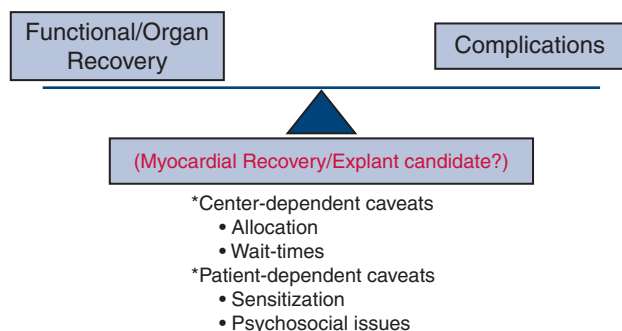 Functional/Organ
Recovery
Complications
(Myocardial Recovery/Explant candidate?)
*Center-dependent caveats
• Allocation
• Wait-times
*Patient-dependent caveats
• Sensitization
• Psychosocial issues